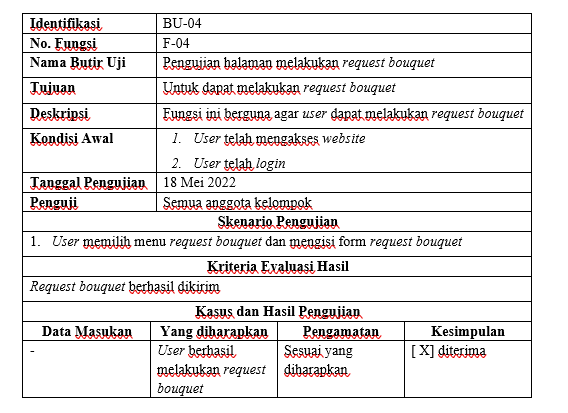 Identifikasi BU-04
No. Fungsi F-04
Nama Butir Uji Pengujian halaman melakukan request bouquet
Tujuan Untuk dapat melakukan request bouquet
Deskripsi Fungsi ini berguna agar user dapat melakukan request bouquet
Kondisi Awal 1. User telah mengakses website
2. User telah login
Tanggal Pengujian 18 Mei 2022
Penguji Semua anggota kelompok
Skenario Pengujian
1. User memilih menu request bouquet dan mengisi form request bouquet
Kriteria Evaluasi Hasil
Request bouquet berhasil dikirim
Kasus dan Hasil Pengujian
Data Masukan Yang diharapkan Pengamatan Kesimpulan
- User berhasil Sesuai yang [ X] diterima
melakukan request diharapkan
bouquet